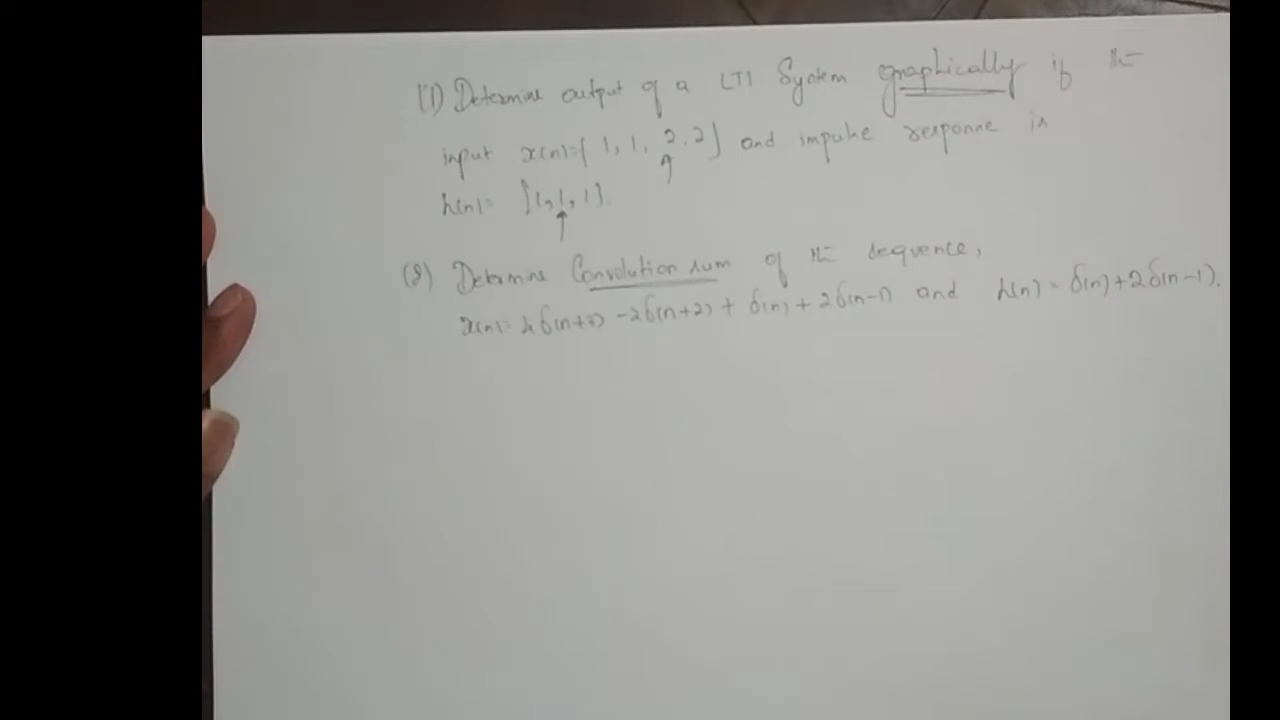 (1) Determine output of a LTI System graphically if the
input x(n)={ 1, 1, 2, 2} and impulse response is
↑
h(n)= {1, 1, 1}.
↑
(2) Determine Convolution sum of the sequence,
x(n)= 4δ(n+3) -2δ(n+2) + δ(n) + 2δ(n-1) and h(n) = δ(n)+2δ(n-1).